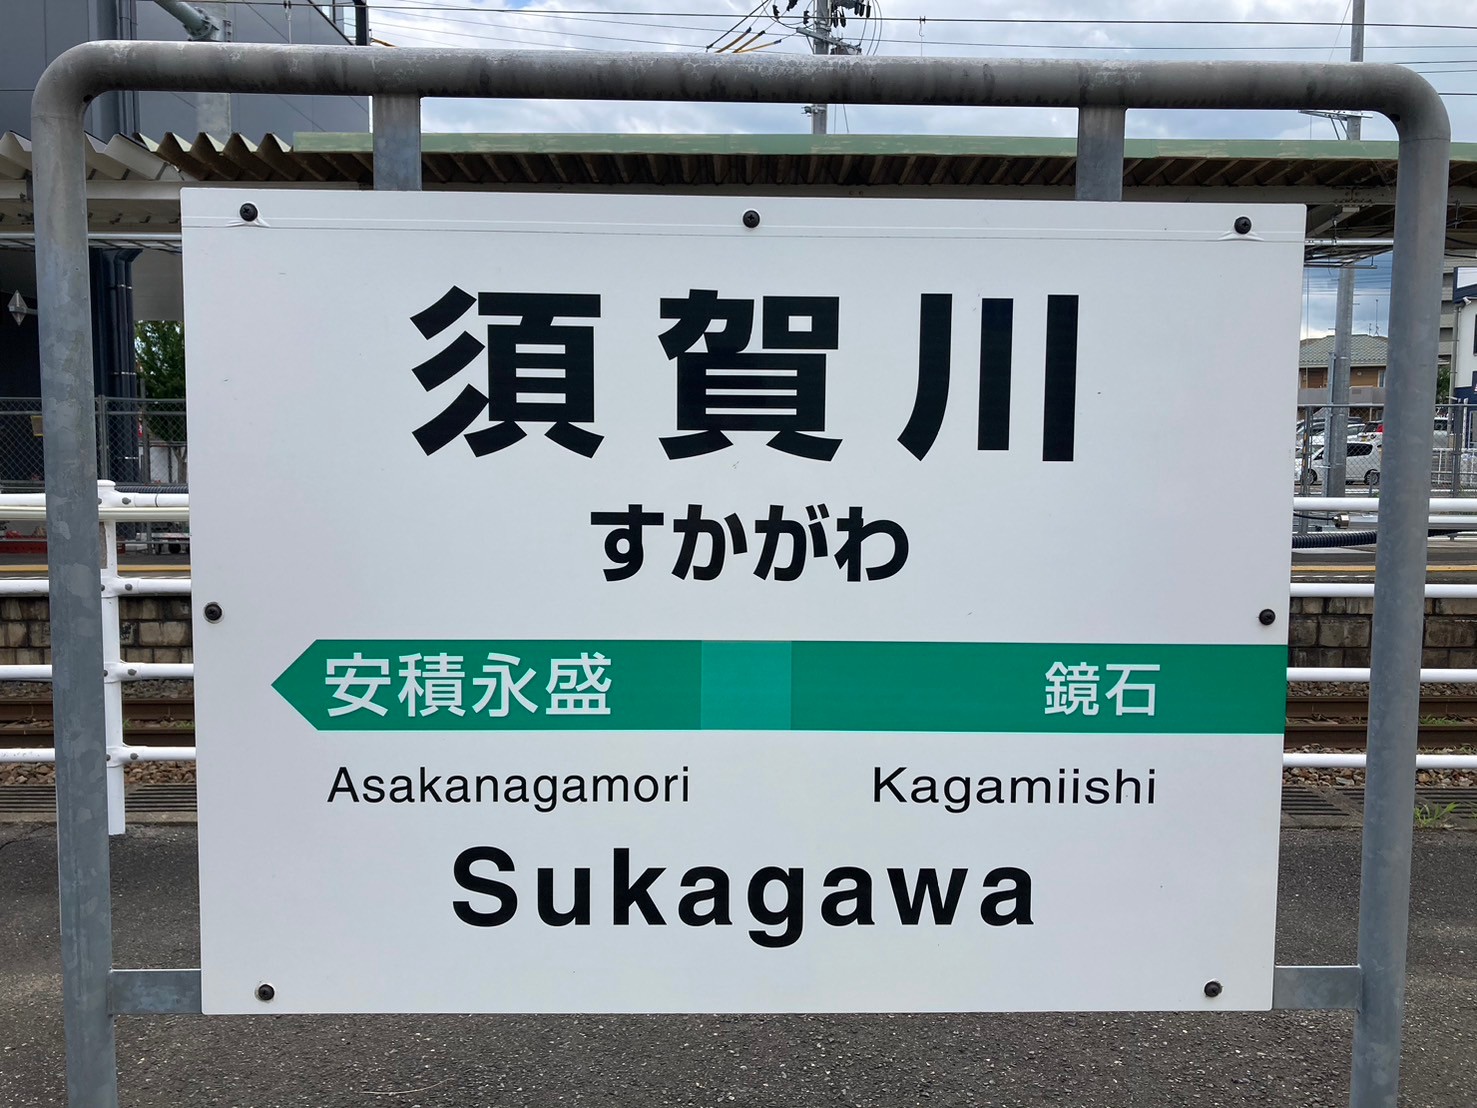 須賀川
すかがわ
安積永盛 鏡石
Asakanagamori Kagamiishi
Sukagawa